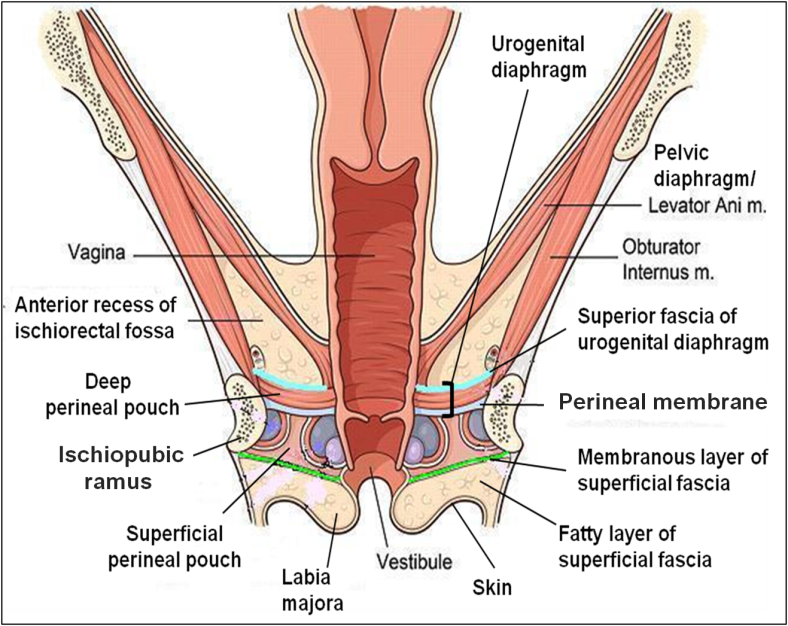 Urogenital
diaphragm
Pelvic
diaphragm/
Levator Ani m.
Vagina
Obturator
Internus m.
Anterior recess of
ischiorectal fossa
Superior fascia of
urogenital diaphragm
Deep
perineal pouch
Perineal membrane
Ischiopubic
ramus
Membranous layer of
superficial fascia
Superficial
perineal pouch
Fatty layer of
superficial fascia
Vestibule
Labia
majora
Skin